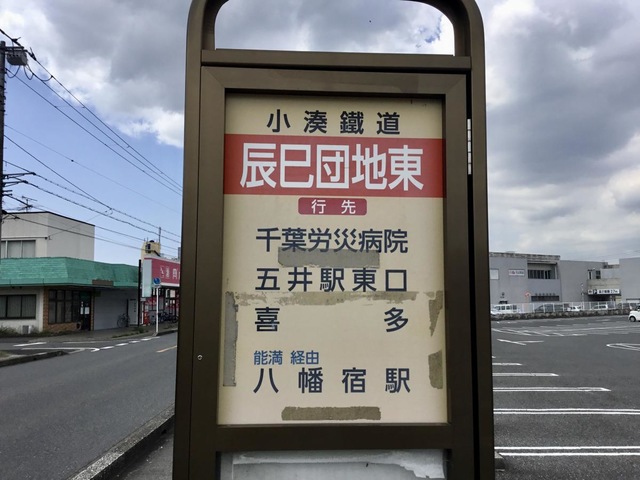 小湊鐵道
辰巳団地東
行先
千葉労災病院
五井駅東口
喜多
能満 経由
八幡宿駅